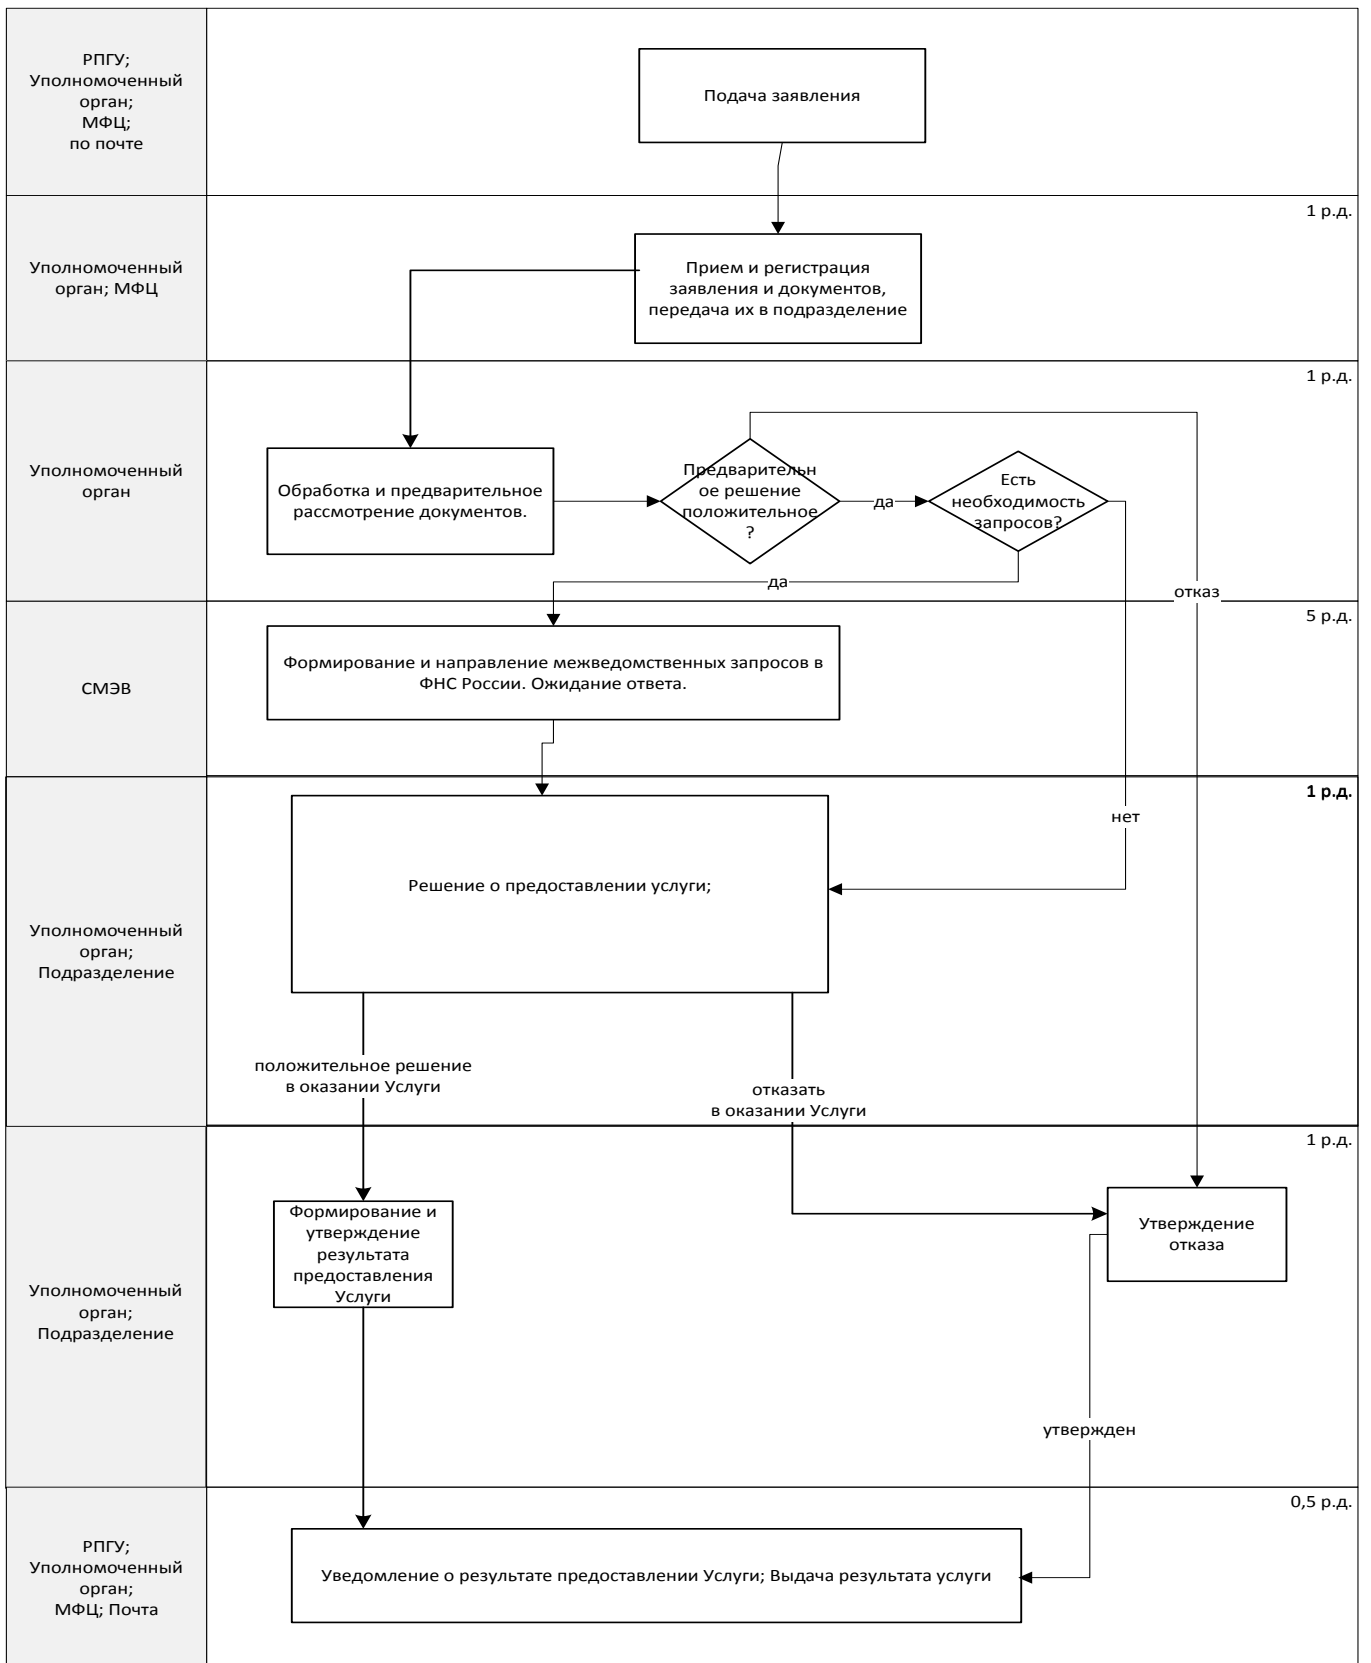 РПГУ;
Уполномоченный
орган;
МФЦ;
по почте
Подача заявления
1 р.д.
Уполномоченный
орган; МФЦ
Прием и регистрация
заявления и документов,
передача их в подразделение
1 р.д.
Уполномоченный
орган
Обработка и предварительное
рассмотрение документов.
Предварительн
ое решение
положительное
?
да
Есть
необходимость
запросов?
да
отказ
5 р.д.
СМЭВ
Формирование и направление межведомственных запросов в
ФНС России. Ожидание ответа.
1 р.д.
нет
Уполномоченный
орган;
Подразделение
Решение о предоставлении услуги;
положительное решение
в оказании Услуги
отказать
в оказании Услуги
1 р.д.
Уполномоченный
орган;
Подразделение
Формирование и
утверждение
результата
предоставления
Услуги
Утверждение
отказа
утвержден
0,5 р.д.
РПГУ;
Уполномоченный
орган;
МФЦ; Почта
Уведомление о результате предоставлении Услуги; Выдача результата услуги